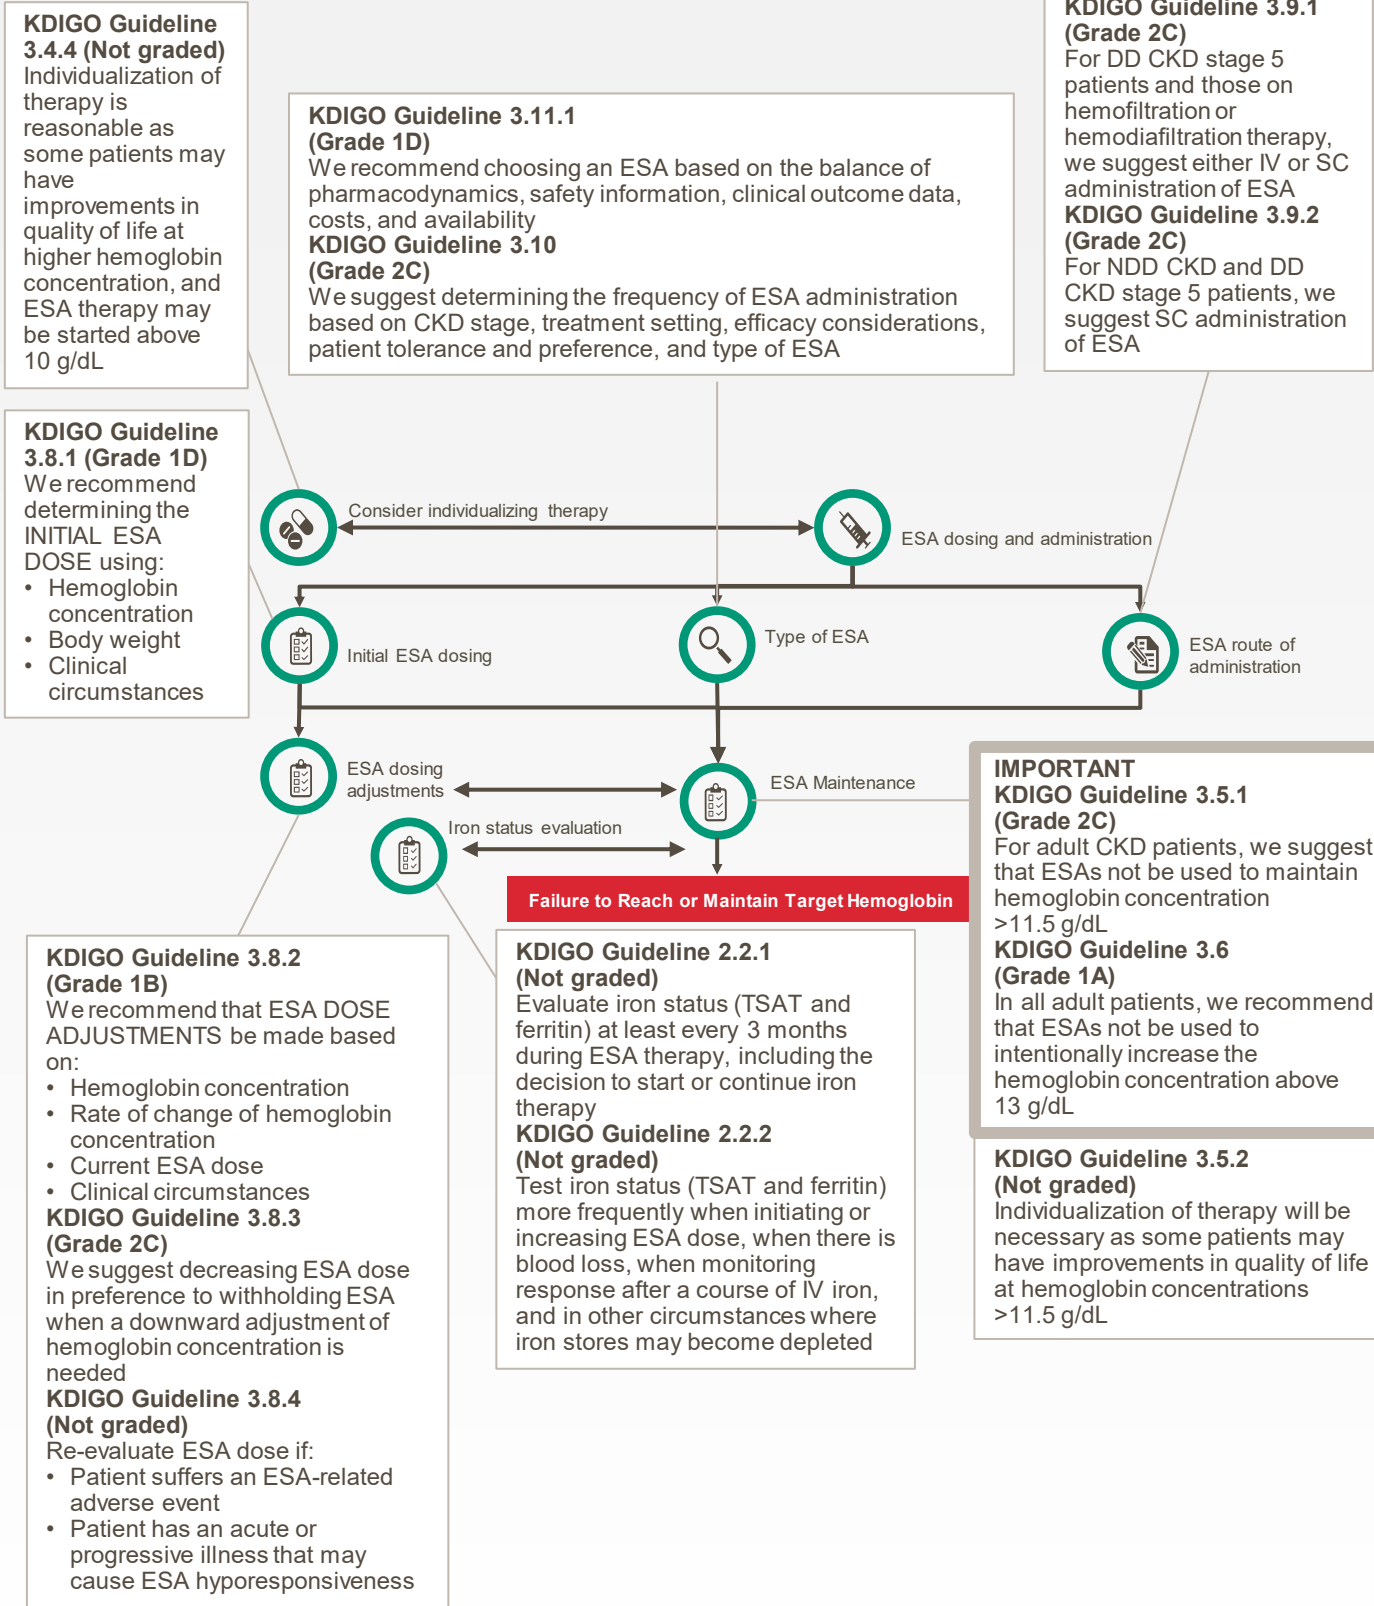 KDIGO Guideline
3.4.4 (Not graded)
Individualization of
therapy is
reasonable as
some patients may
have
improvements in
quality of life at
higher hemoglobin
concentration, and
ESA therapy may
be started above
10 g/dL
KDIGO Guideline 3.11.1
(Grade 1D)
We recommend choosing an ESA based on the balance of
pharmacodynamics, safety information, clinical outcome data,
costs, and availability
KDIGO Guideline 3.10
(Grade 2C)
We suggest determining the frequency of ESA administration
based on CKD stage, treatment setting, efficacy considerations,
patient tolerance and preference, and type of ESA
KDIGO Guideline 3.9.1
(Grade 2C)
For DD CKD stage 5
patients and those on
hemofiltration or
hemodiafiltration therapy,
we suggest either IV or SC
administration of ESA
KDIGO Guideline 3.9.2
(Grade 2C)
For NDD CKD and DD
CKD stage 5 patients, we
suggest SC administration
of ESA
KDIGO Guideline
3.8.1 (Grade 1D)
We recommend
determining the
INITIAL ESA
DOSE using:
• Hemoglobin
concentration
• Body weight
• Clinical
circumstances
Consider individualizing therapy
ESA dosing and administration
Initial ESA dosing
Type of ESA
ESA route of
administration
ESA dosing
adjustments
ESA Maintenance
Iron status evaluation
Failure to Reach or Maintain Target Hemoglobin
IMPORTANT
KDIGO Guideline 3.5.1
(Grade 2C)
For adult CKD patients, we suggest
that ESAs not be used to maintain
hemoglobin concentration
>11.5 g/dL
KDIGO Guideline 3.6
(Grade 1A)
In all adult patients, we recommend
that ESAs not be used to
intentionally increase the
hemoglobin concentration above
13 g/dL
KDIGO Guideline 3.5.2
(Not graded)
Individualization of therapy will be
necessary as some patients may
have improvements in quality of life
at hemoglobin concentrations
>11.5 g/dL
KDIGO Guideline 3.8.2
(Grade 1B)
We recommend that ESA DOSE
ADJUSTMENTS be made based
on:
• Hemoglobin concentration
• Rate of change of hemoglobin
concentration
• Current ESA dose
• Clinical circumstances
KDIGO Guideline 3.8.3
(Grade 2C)
We suggest decreasing ESA dose
in preference to withholding ESA
when a downward adjustment of
hemoglobin concentration is
needed
KDIGO Guideline 3.8.4
(Not graded)
Re-evaluate ESA dose if:
• Patient suffers an ESA-related
adverse event
• Patient has an acute or
progressive illness that may
cause ESA hyporesponsiveness
KDIGO Guideline 2.2.1
(Not graded)
Evaluate iron status (TSAT and
ferritin) at least every 3 months
during ESA therapy, including the
decision to start or continue iron
therapy
KDIGO Guideline 2.2.2
(Not graded)
Test iron status (TSAT and ferritin)
more frequently when initiating or
increasing ESA dose, when there is
blood loss, when monitoring
response after a course of IV iron,
and in other circumstances where
iron stores may become depleted